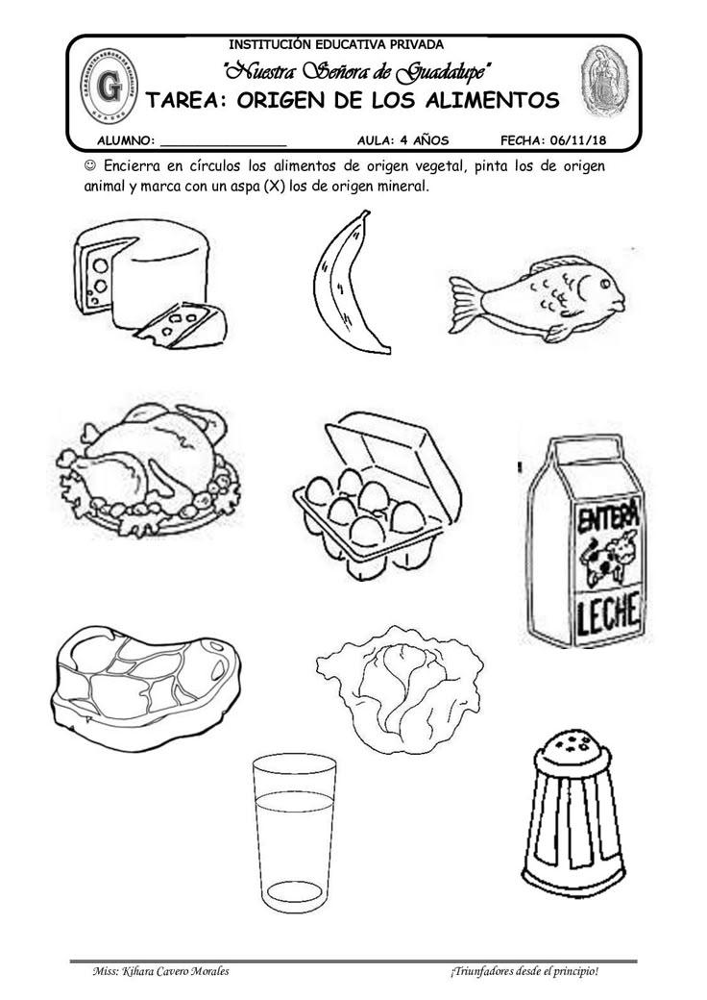 INSTITUCIÓN EDUCATIVA PRIVADA
"Nuestra Señora de Guadalupe"
TAREA: ORIGEN DE LOS ALIMENTOS
G
ALUMNO: ________________ AULA: 4 AÑOS FECHA: 06/11/18
☺ Encierra en círculos los alimentos de origen vegetal, pinta los de origen
animal y marca con un aspa (X) los de origen mineral.
ENTERA
LECHE
Miss: Kihara Cavero Morales ¡Triunfadores desde el principio!